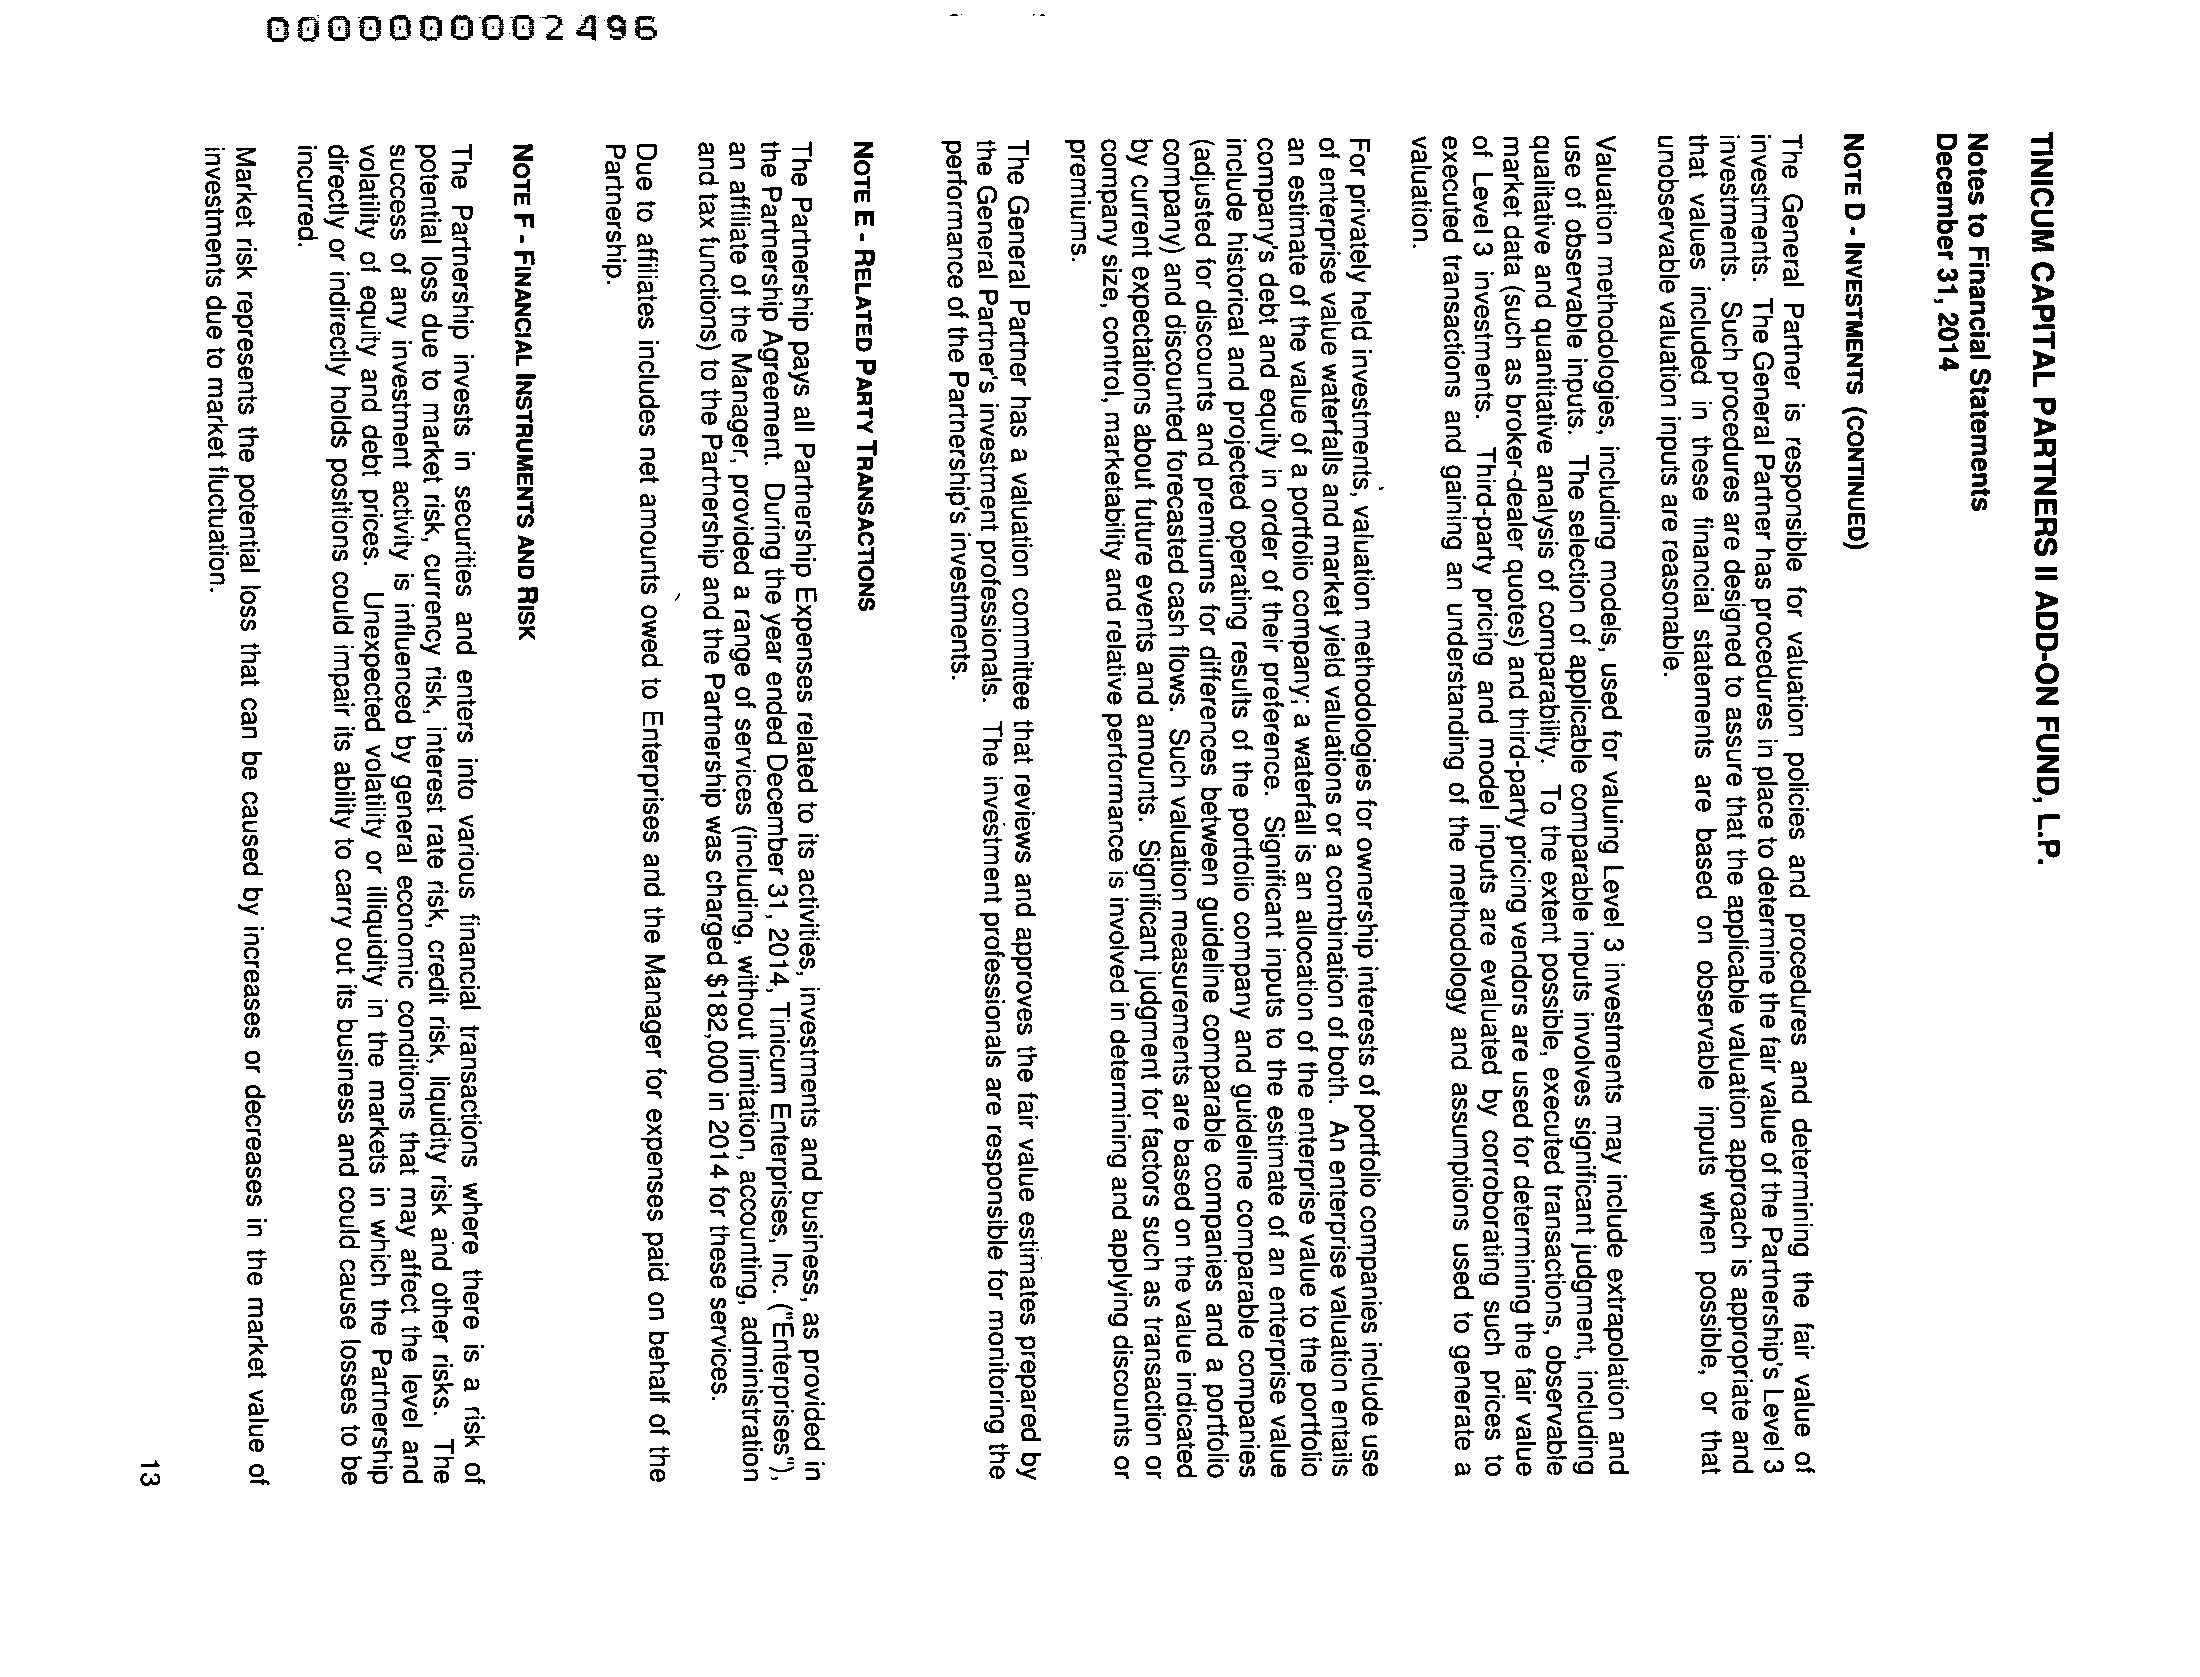 0000000002496
TINICUM CAPITAL PARTNERS II ADD-ON FUND, L.P.
Notes to Financial Statements
December 31, 2014
NOTE D - INVESTMENTS (CONTINUED)
The General Partner is responsible for valuation policies and procedures and determining the fair value of
investments. The General Partner has procedures in place to determine the fair value of the Partnership's Level 3
investments. Such procedures are designed to assure that the applicable valuation approach is appropriate and
that values included in these financial statements are based on observable inputs when possible, or that
unobservable valuation inputs are reasonable.
Valuation methodologies, including models, used for valuing Level 3 investments may include extrapolation and
use of observable inputs. The selection of applicable comparable inputs involves significant judgment, including
qualitative and quantitative analysis of comparability. To the extent possible, executed transactions, observable
market data (such as broker-dealer quotes) and third-party pricing vendors are used for determining the fair value
of Level 3 investments. Third-party pricing and model inputs are evaluated by corroborating such prices to
executed transactions and gaining an understanding of the methodology and assumptions used to generate a
valuation.
For privately held investments, valuation methodologies for ownership interests of portfolio companies include use
of enterprise value waterfalls and market yield valuations or a combination of both. An enterprise valuation entails
an estimate of the value of a portfolio company; a waterfall is an allocation of the enterprise value to the portfolio
company's debt and equity in order of their preference. Significant inputs to the estimate of an enterprise value
include historical and projected operating results of the portfolio company and guideline comparable companies
(adjusted for discounts and premiums for differences between guideline comparable companies and a portfolio
company) and discounted forecasted cash flows. Such valuation measurements are based on the value indicated
by current expectations about future events and amounts. Significant judgment for factors such as transaction or
company size, control, marketability and relative performance is involved in determining and applying discounts or
premiums.
The General Partner has a valuation committee that reviews and approves the fair value estimates prepared by
the General Partner's investment professionals. The investment professionals are responsible for monitoring the
performance of the Partnership's investments.
NOTE E - RELATED PARTY TRANSACTIONS
The Partnership pays all Partnership Expenses related to its activities, investments and business, as provided in
the Partnership Agreement. During the year ended December 31, 2014, Tinicum Enterprises, Inc. ("Enterprises"),
an affiliate of the Manager, provided a range of services (including, without limitation, accounting, administration
and tax functions) to the Partnership and the Partnership was charged $182,000 in 2014 for these services.
Due to affiliates includes net amounts owed to Enterprises and the Manager for expenses paid on behalf of the
Partnership.
NOTE F - FINANCIAL INSTRUMENTS AND RISK
The Partnership invests in securities and enters into various financial transactions where there is a risk of
potential loss due to market risk, currency risk, interest rate risk, credit risk, liquidity risk and other risks. The
success of any investment activity is influenced by general economic conditions that may affect the level and
volatility of equity and debt prices. Unexpected volatility or illiquidity in the markets in which the Partnership
directly or indirectly holds positions could impair its ability to carry out its business and could cause losses to be
incurred.
Market risk represents the potential loss that can be caused by increases or decreases in the market value of
investments due to market fluctuation.
13